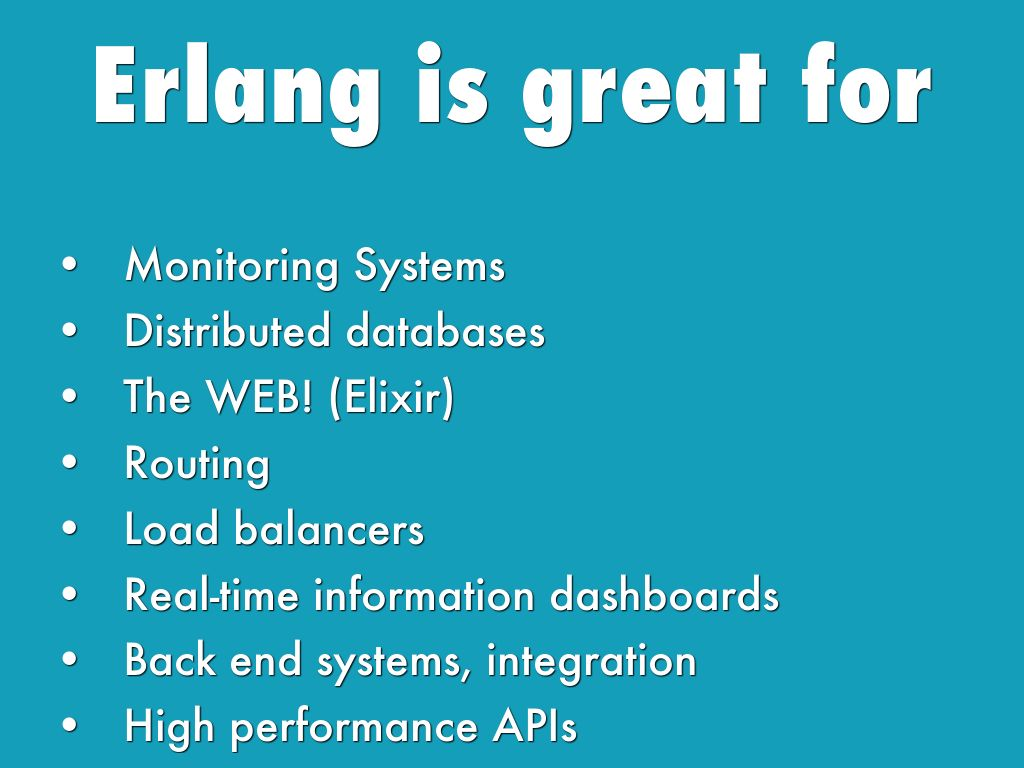 Erlang is great for
• Monitoring Systems
• Distributed databases
• The WEB! (Elixir)
• Routing
• Load balancers
• Real-time information dashboards
• Back end systems, integration
• High performance APIs